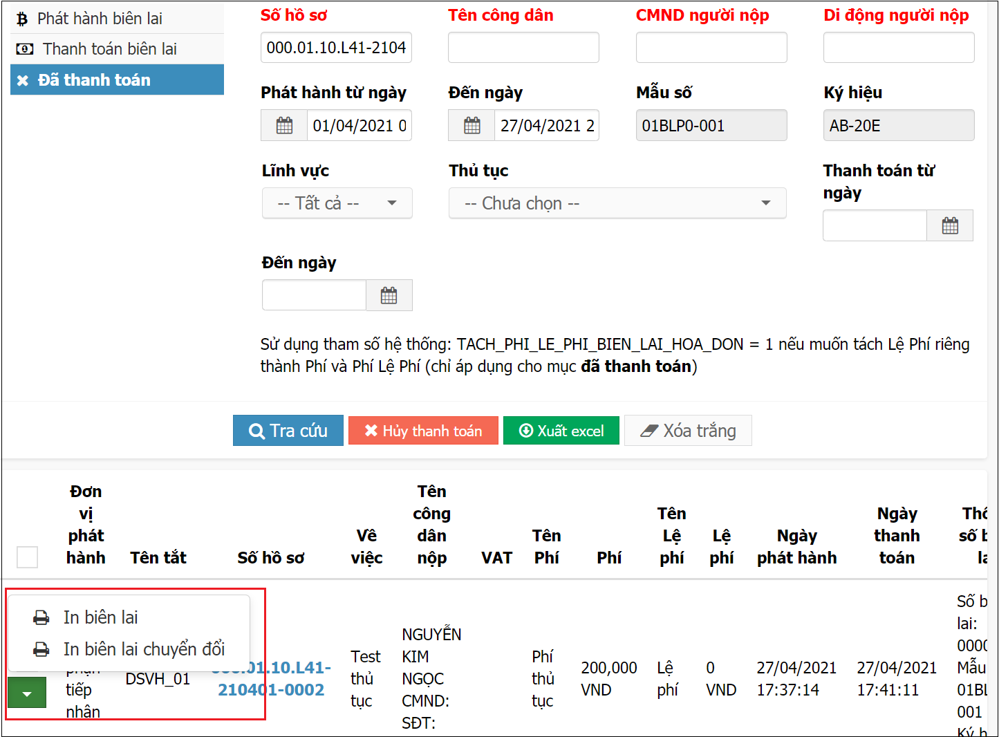 Phát hành biên lai
Thanh toán biên lai
Đã thanh toán
Số hồ sơ
Tên công dân
CMND người nộp
Di động người nộp
000.01.10.L41-2104
Phát hành từ ngày
Đến ngày
Mẫu số
Ký hiệu
01/04/2021 0
27/04/2021 2
01BLP0-001
AB-20E
Lĩnh vực
Thủ tục
Thanh toán từ
ngày
-- Tất cả --
-- Chưa chọn --
Đến ngày
Sử dụng tham số hệ thống: TACH_PHI_LE_PHI_BIEN_LAI_HOA_DON = 1 nếu muốn tách Lệ Phí riêng
thành Phí và Phí Lệ Phí (chỉ áp dụng cho mục đã thanh toán)
Tra cứu
Hủy thanh toán
Xuất excel
Xóa trắng
Đơn
vị
phát
hành
Tên tắt
Số hồ sơ
Về
việc
Tên
công
dân
nộp
VAT
Tên
Phí
Phí
Tên
Lệ
phí
Lệ
phí
Ngày
phát hành
Ngày
thanh
toán
số b
In biên lai
In biên lai chuyển đổi
phận
tiếp
nhân
DSVH_01
000.01.10.L41-
210401-0002
Test
thủ
tục
NGUYỄN
KIM
NGỌC
CMND:
SĐT:
Phí
thủ
tục
200,000
VND
Lệ
phí
0
VND
27/04/2021
17:37:14
27/04/2021
17:41:11
Số b
lai:
0000
Mẫu
01BL
001
Ký h